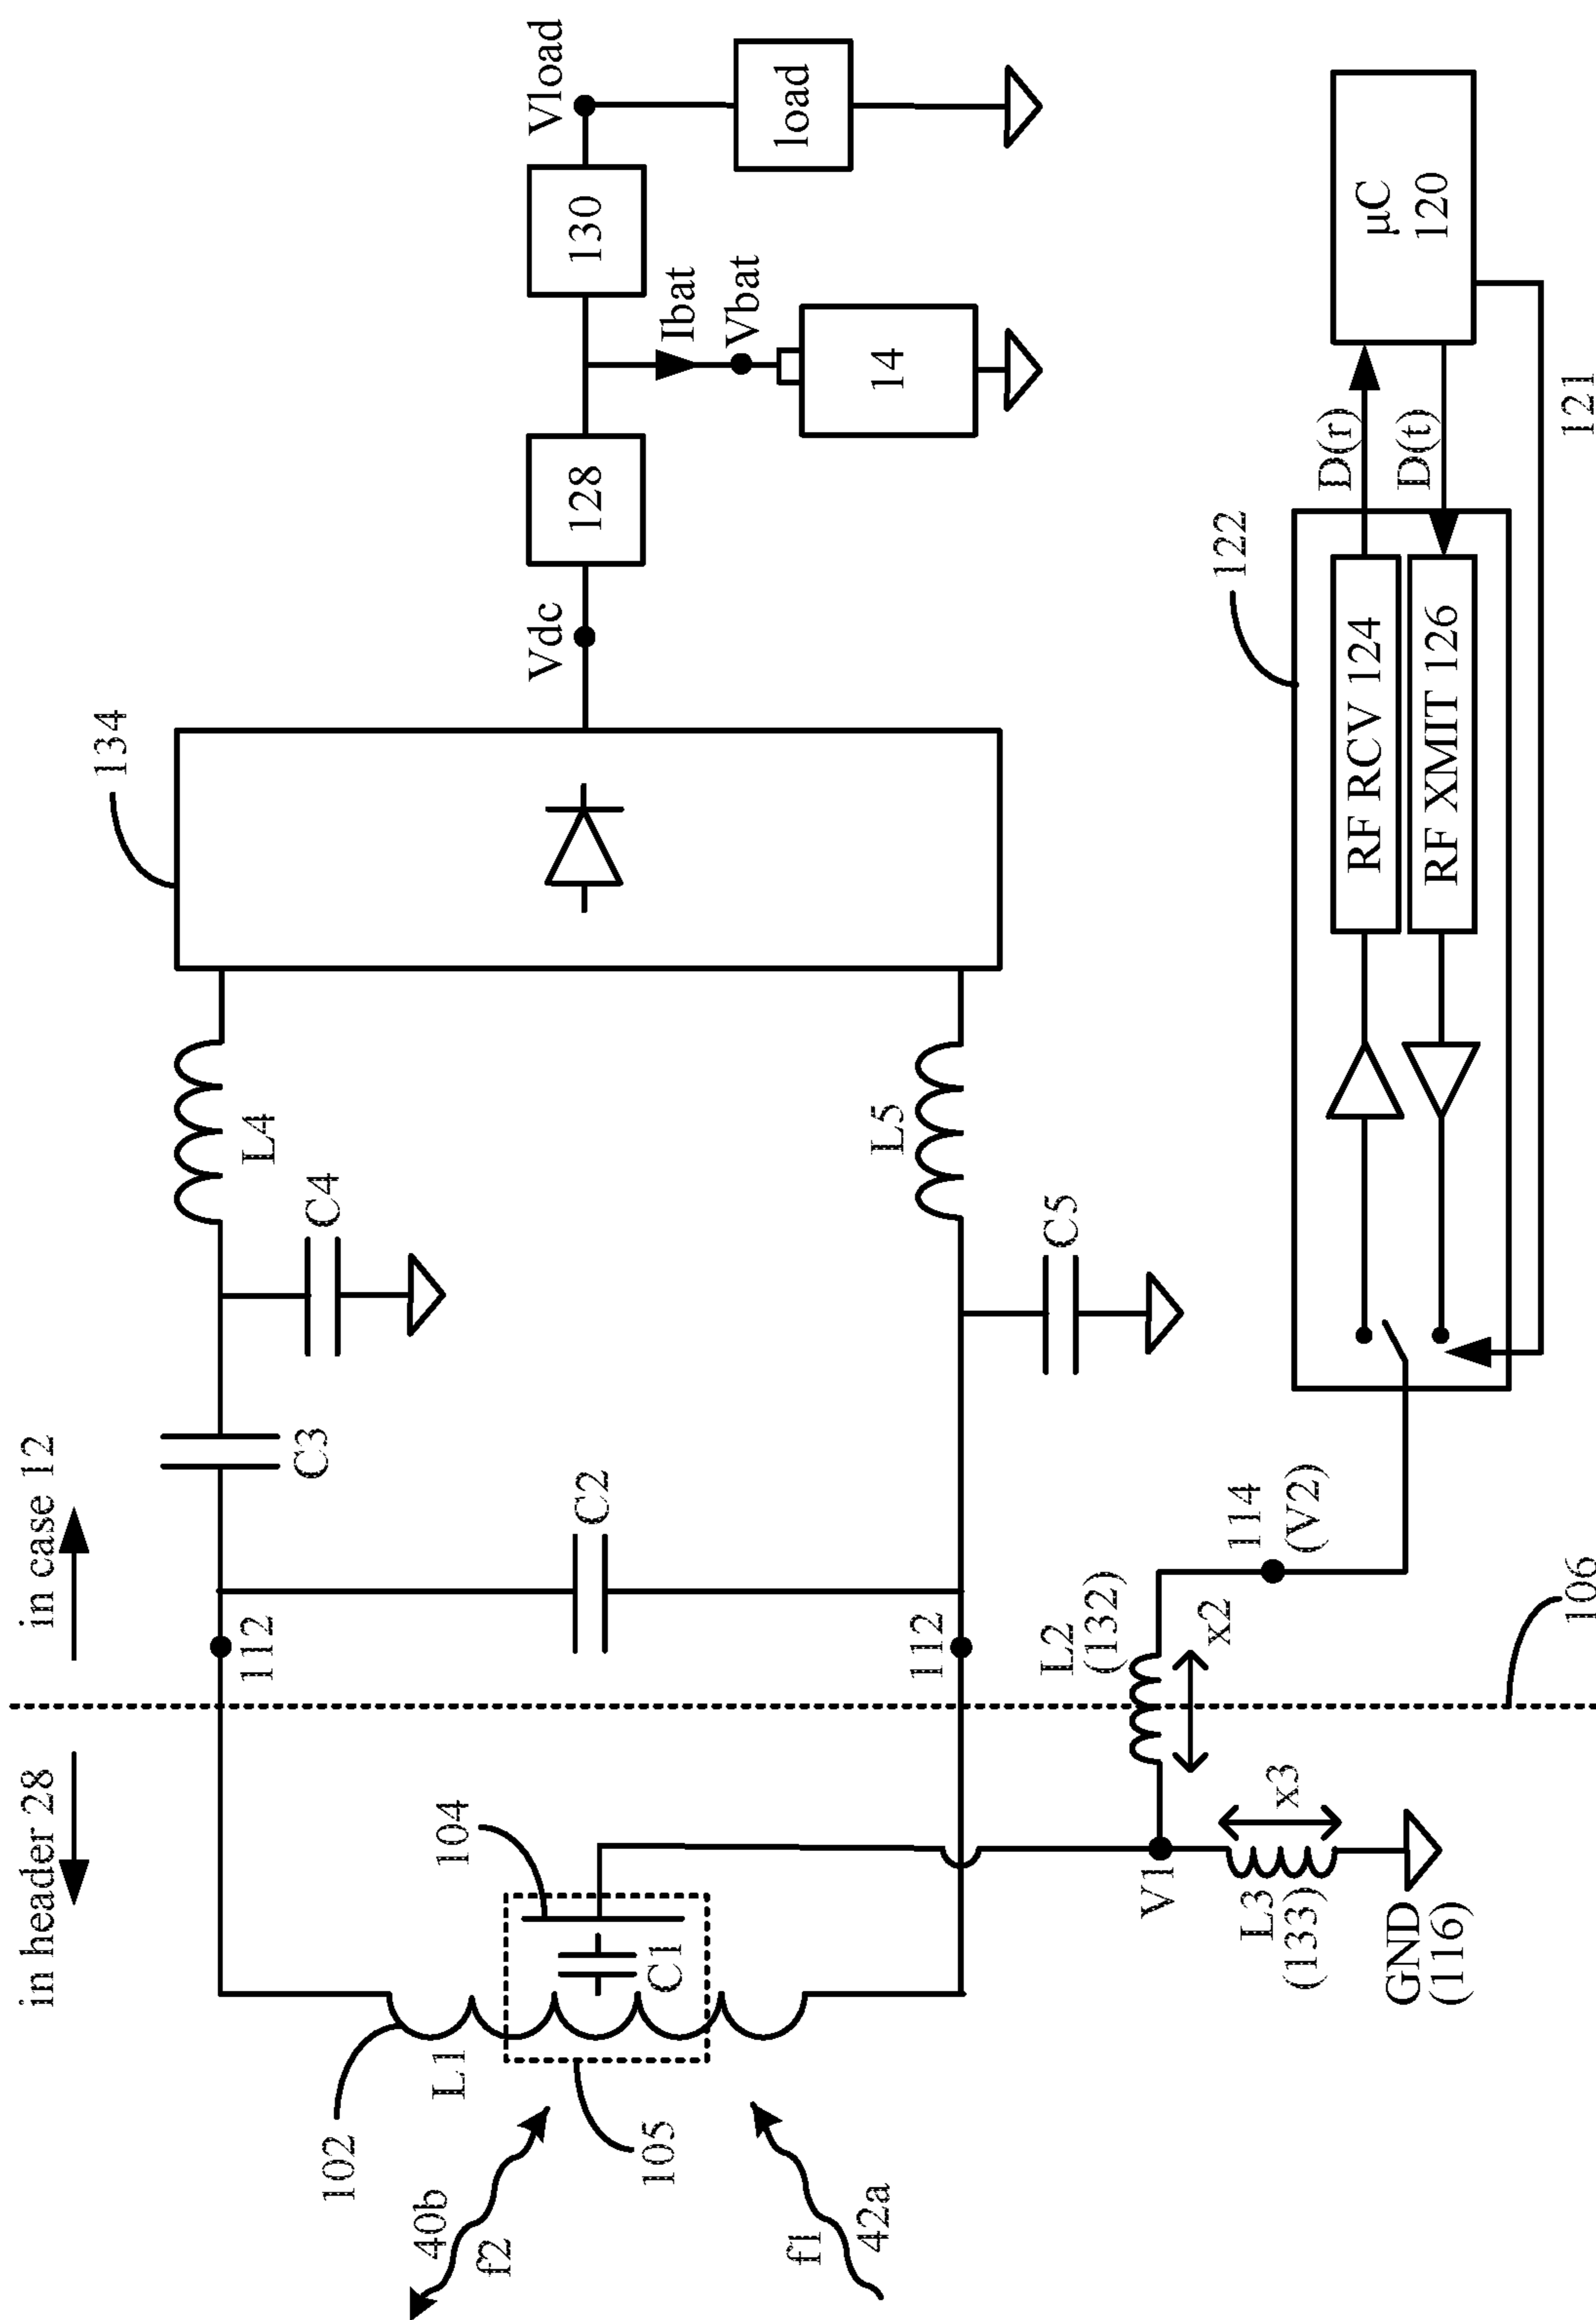 in header 28
in case 12
102
L1
40b
f2
f1
42a
105
104
C1
112
112
C2
C3
C4
L4
C5
L5
134
Vdc
128
130
Vload
Ibat
Vbat
14
load
V1
L2
(132)
x2
L3
(133)
x3
GND
(116)
114
(V2)
106
122
RF RCV 124
RF XMIT 126
D(r)
D(t)
µC
120
121